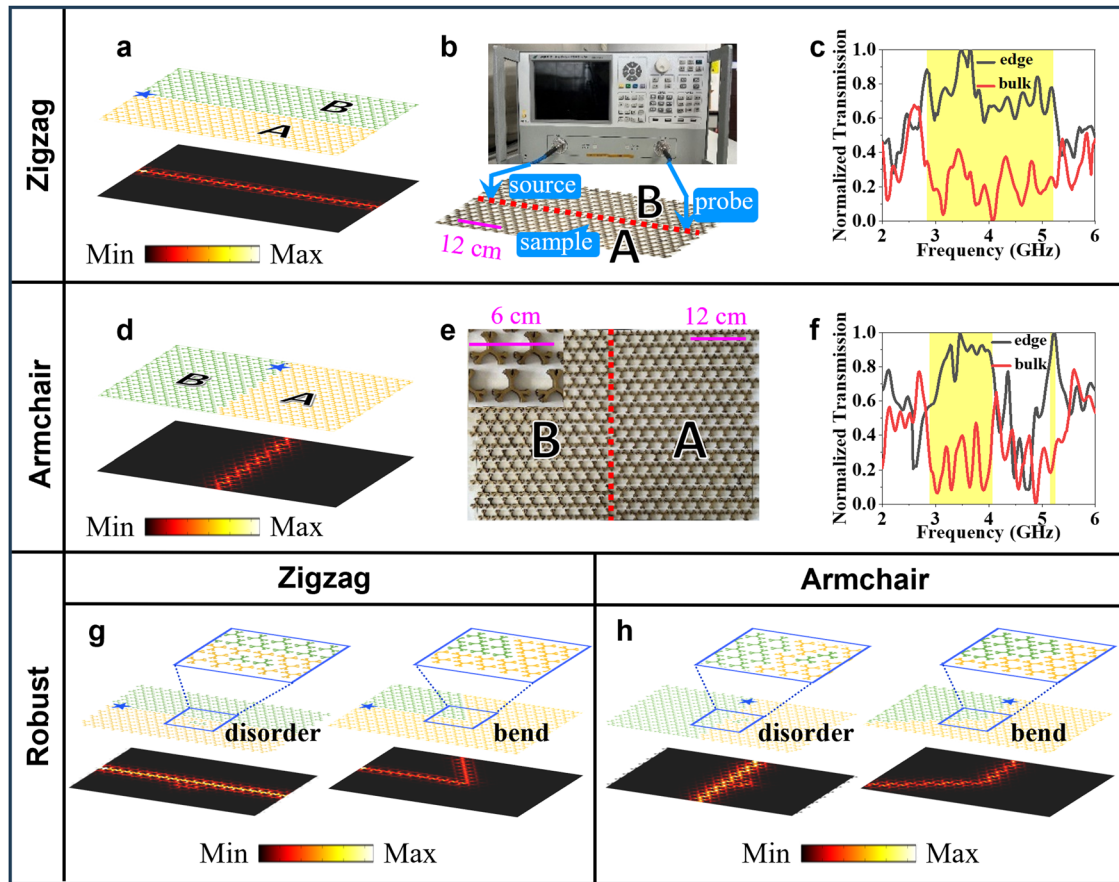 Zigzag
a
B
A
Min Max
b
source
B
probe
12 cm
sample
A
c
Normalized Transmission
1.0
0.8
0.6
0.4
0.2
0.0
edge
bulk
2 3 4 5 6
Frequency (GHz)
Armchair
d
B
A
Min Max
e
6 cm
12 cm
B
A
f
Normalized Transmission
1.0
0.8
0.6
0.4
0.2
0.0
edge
bulk
2 3 4 5 6
Frequency (GHz)
Robust
Zigzag
Armchair
g
disorder
bend
Min Max
h
disorder
bend
Min Max